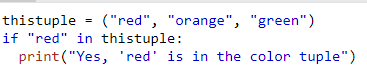 thistuple = ("red", "orange", "green")
if "red" in thistuple:
  print("Yes, 'red' is in the color tuple")